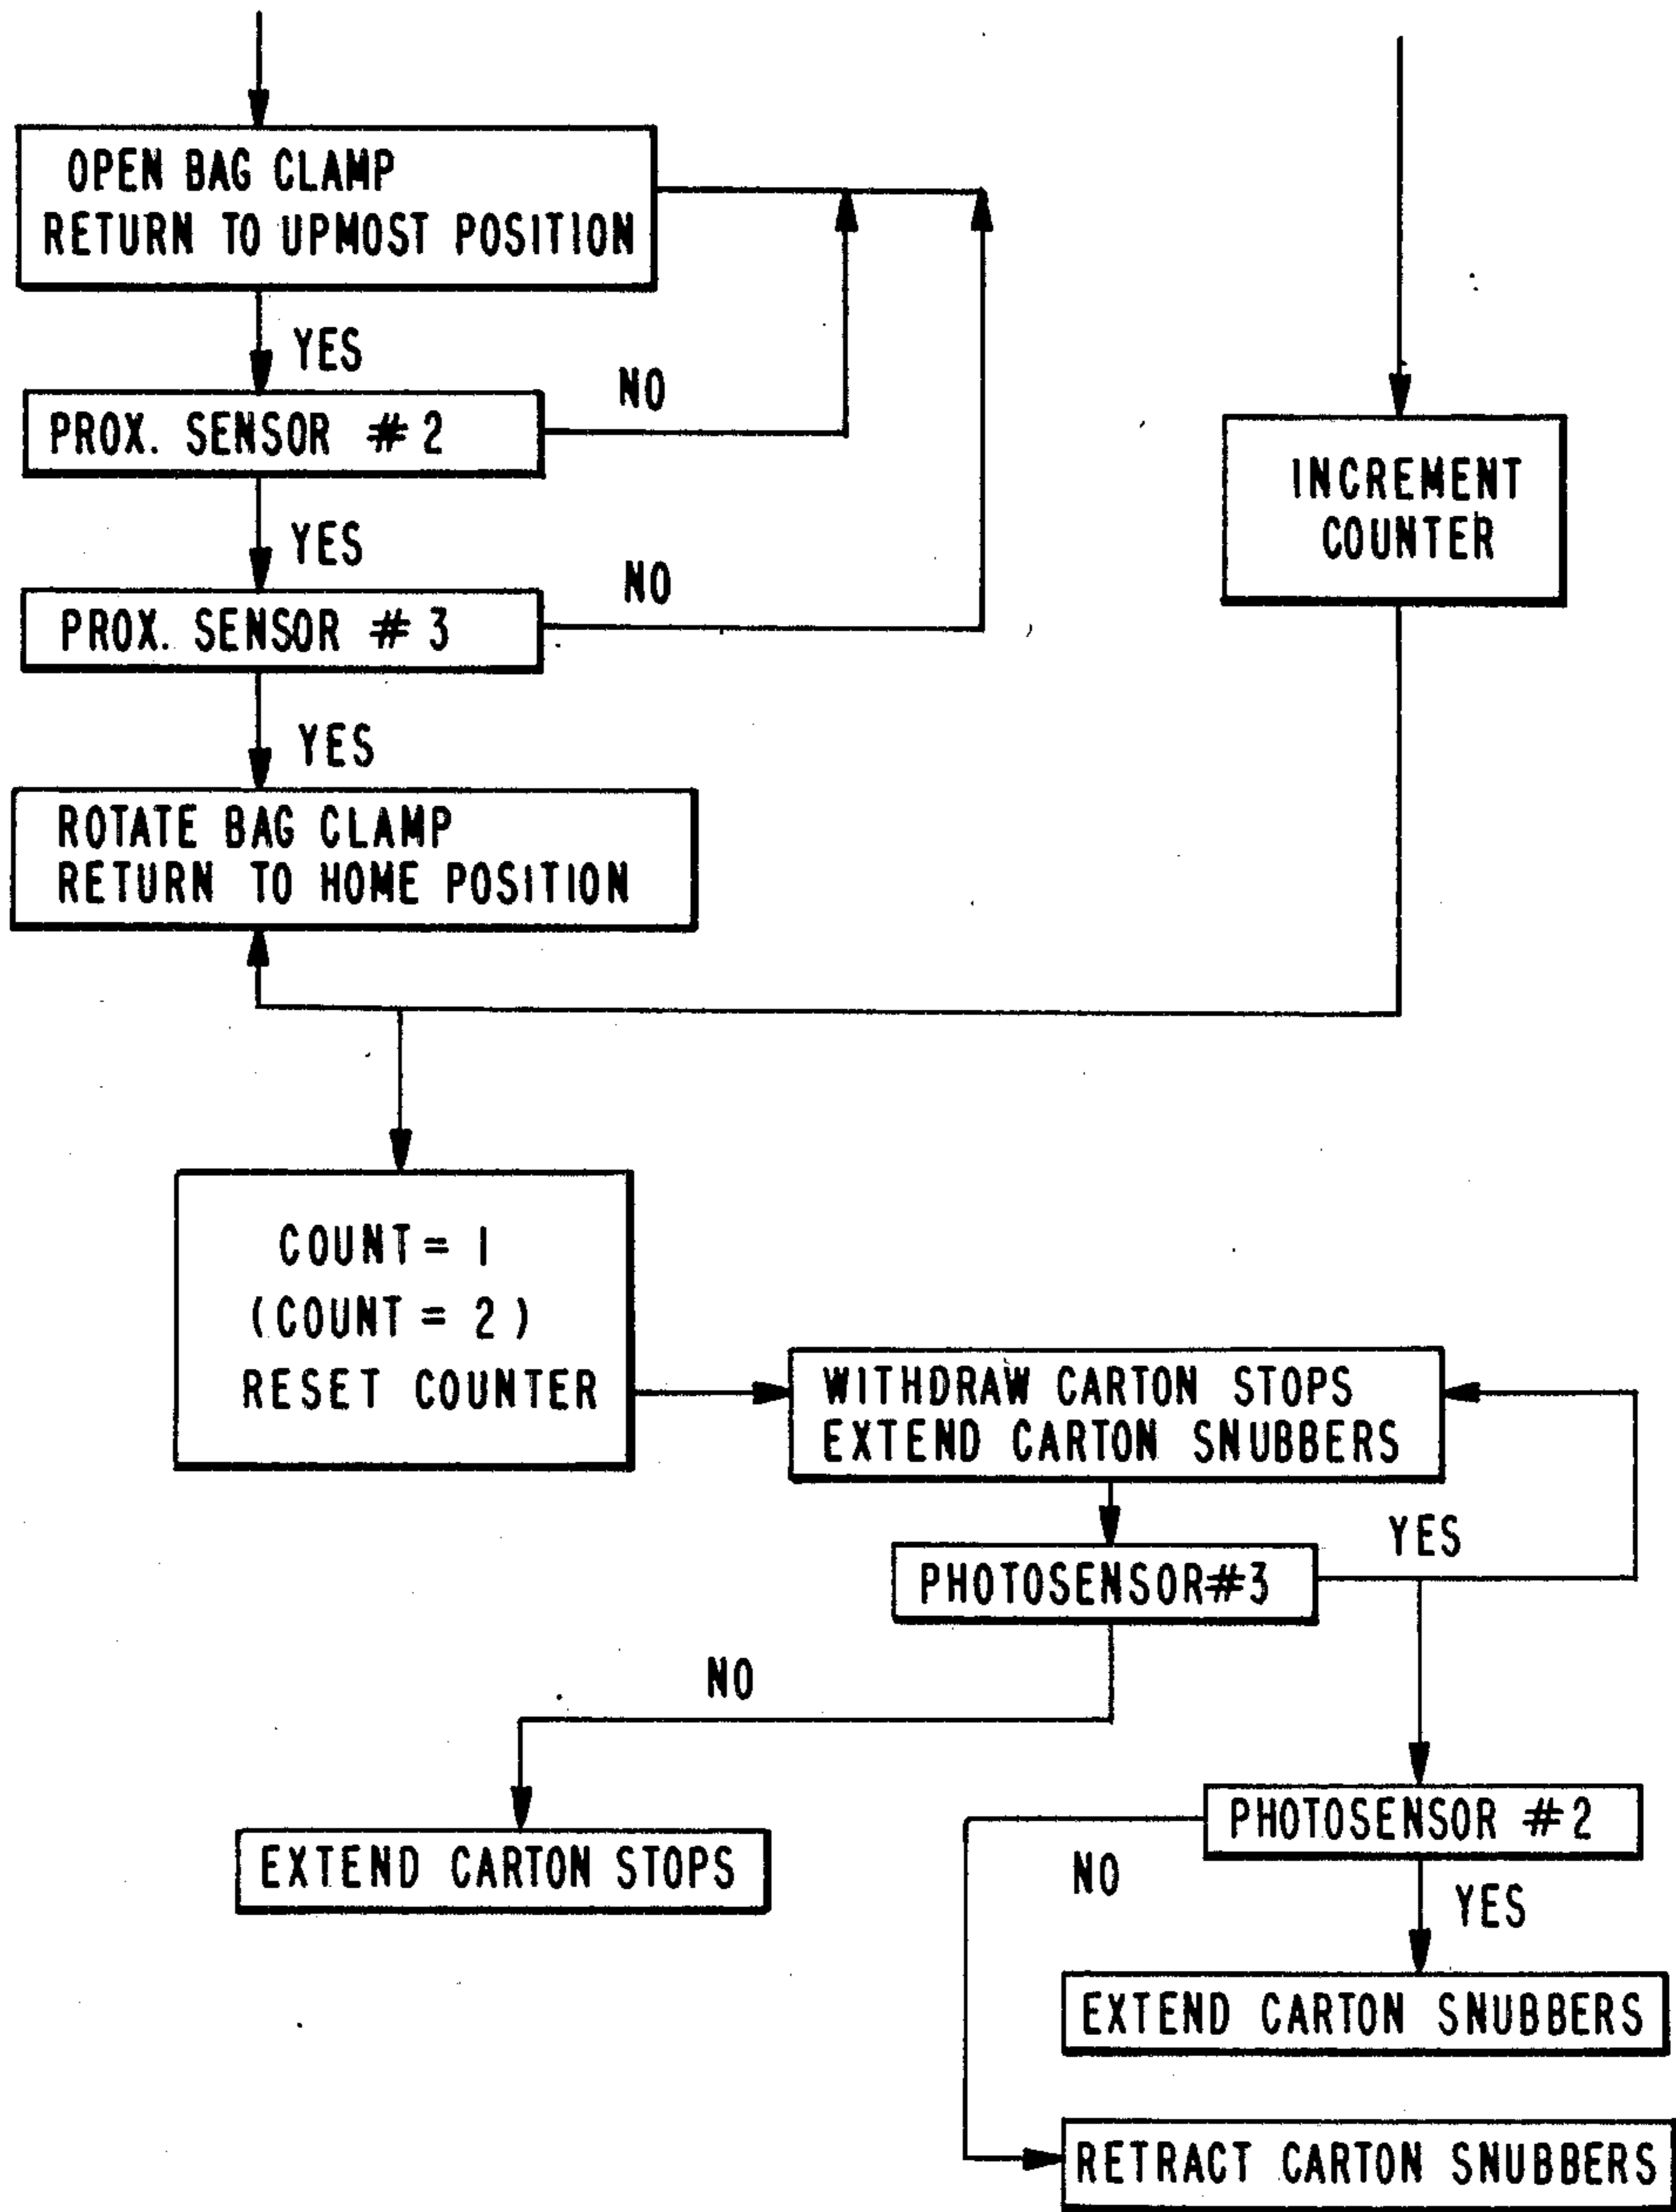 OPEN BAG CLAMP
RETURN TO UPMOST POSITION
YES
PROX. SENSOR #2
NO
YES
PROX. SENSOR #3
NO
YES
ROTATE BAG CLAMP
RETURN TO HOME POSITION
INCREMENT
COUNTER
COUNT = 1
(COUNT = 2)
RESET COUNTER
WITHDRAW CARTON STOPS
EXTEND CARTON SNUBBERS
PHOTOSENSOR#3
YES
NO
EXTEND CARTON STOPS
PHOTOSENSOR #2
NO
YES
EXTEND CARTON SNUBBERS
RETRACT CARTON SNUBBERS